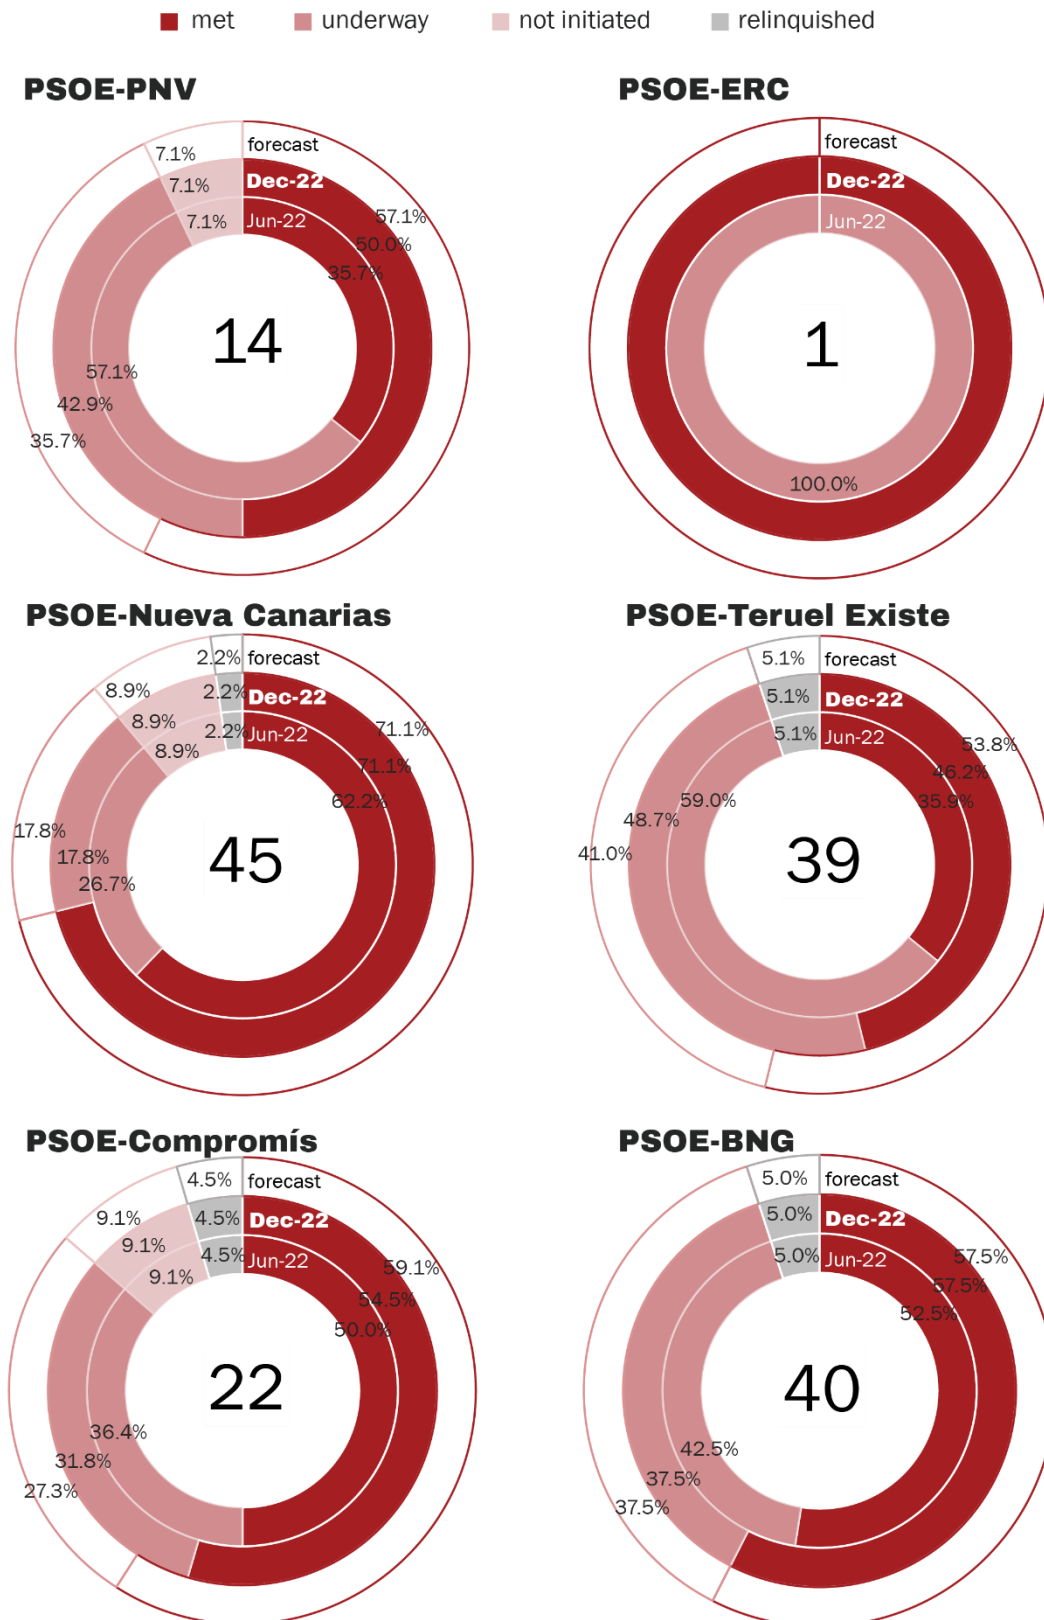 met underway not initiated relinquished
PSOE-PNV
forecast
Dec-22
Jun-22
7.1%
7.1%
7.1%
57.1%
50.0%
35.7%
14
57.1%
42.9%
35.7%
PSOE-ERC
forecast
Dec-22
Jun-22
1
100.0%
PSOE-Nueva Canarias
2.2% forecast
2.2% Dec-22
2.2% Jun-22
8.9%
8.9%
8.9%
71.1%
71.1%
62.2%
45
17.8%
17.8%
26.7%
PSOE-Teruel Existe
5.1% forecast
5.1% Dec-22
5.1% Jun-22
53.8%
46.2%
35.9%
39
59.0%
48.7%
41.0%
PSOE-Compromís
4.5% forecast
4.5% Dec-22
4.5% Jun-22
9.1%
9.1%
9.1%
59.1%
54.5%
50.0%
22
36.4%
31.8%
27.3%
PSOE-BNG
5.0% forecast
5.0% Dec-22
5.0% Jun-22
57.5%
57.5%
52.5%
40
42.5%
37.5%
37.5%